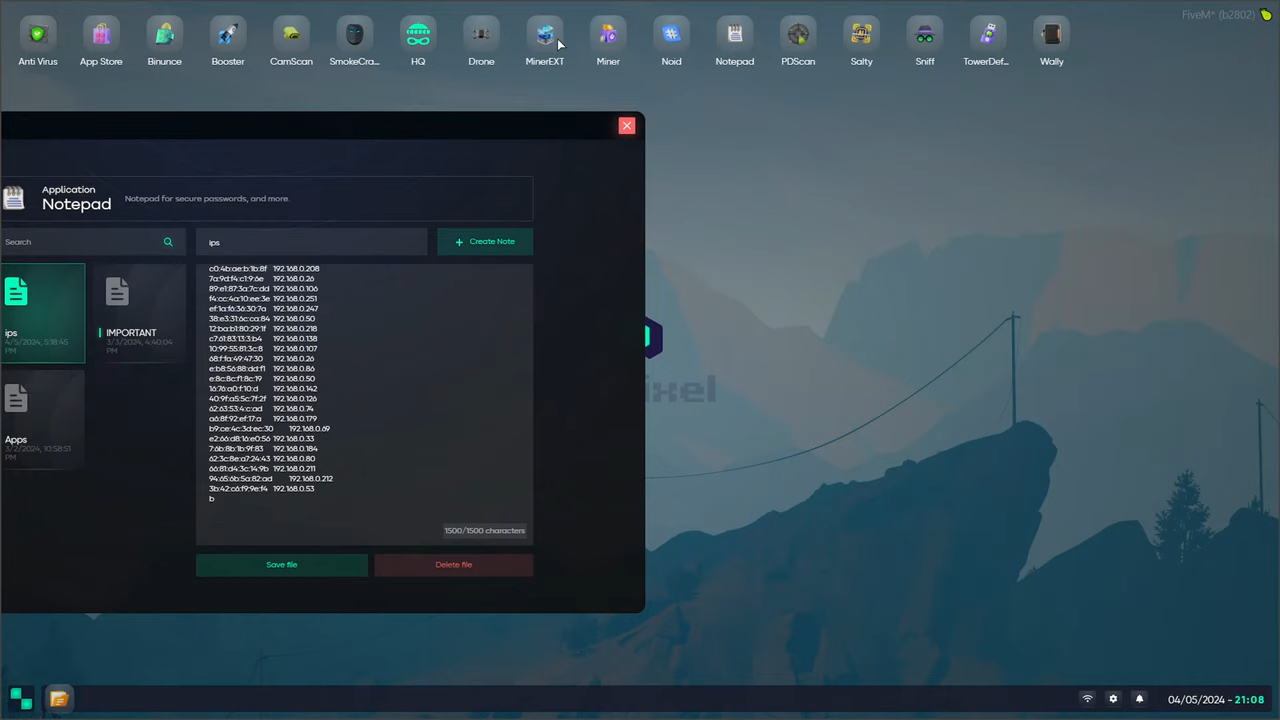 FiveM* (b2802)
Anti Virus
App Store
Binunce
Booster
CamScan
SmokeCra...
HQ
Drone
MinerEXT
Miner
Noid
Notepad
PDScan
Salty
Sniff
TowerDef...
Wally
Application
Notepad
Notepad for secure passwords, and more.
Search
ips
Create Note
ips
4/5/2024, 5:18:45
PM
IMPORTANT
3/3/2024, 4:40:04
PM
Apps
3/2/2024, 10:58:51
PM
c0:4b:ae:b:1b:8f 192.168.0.208
7a:9d:f4:c1:9:6e 192.168.0.26
89:e1:87:3a:7c:dd 192.168.0.106
f4:cc:4a:10:ee:3e 192.168.0.251
ef:1a:f6:36:30:7a 192.168.0.247
38:e3:31:6c:ca:84 192.168.0.50
12:ba:b1:80:29:1f 192.168.0.218
c7:61:83:13:3:b4 192.168.0.138
10:99:55:81:3c:8 192.168.0.107
68:f:fa:49:47:30 192.168.0.26
e:b8:56:88:dd:f1 192.168.0.86
e:8c:8c:f1:8c:19 192.168.0.50
16:76:a0:f:10:d 192.168.0.142
40:9f:a5:5c:7f:2f 192.168.0.126
62:63:53:4:c:ad 192.168.0.74
a6:8f:92:ef:17:a 192.168.0.179
b9:ce:4c:3d:ec:30 192.168.0.69
e2:66:d8:16:e0:56 192.168.0.33
7:6b:8b:1b:9f:83 192.168.0.184
62:3c:8e:a7:24:43 192.168.0.80
66:81:d4:3c:14:9b 192.168.0.211
94:65:6b:5a:82:ad 192.168.0.212
3b:42:c6:f9:9e:f4 192.168.0.53
b
1500/1500 characters
Save file
Delete file
ixel
04/05/2024 - 21:08